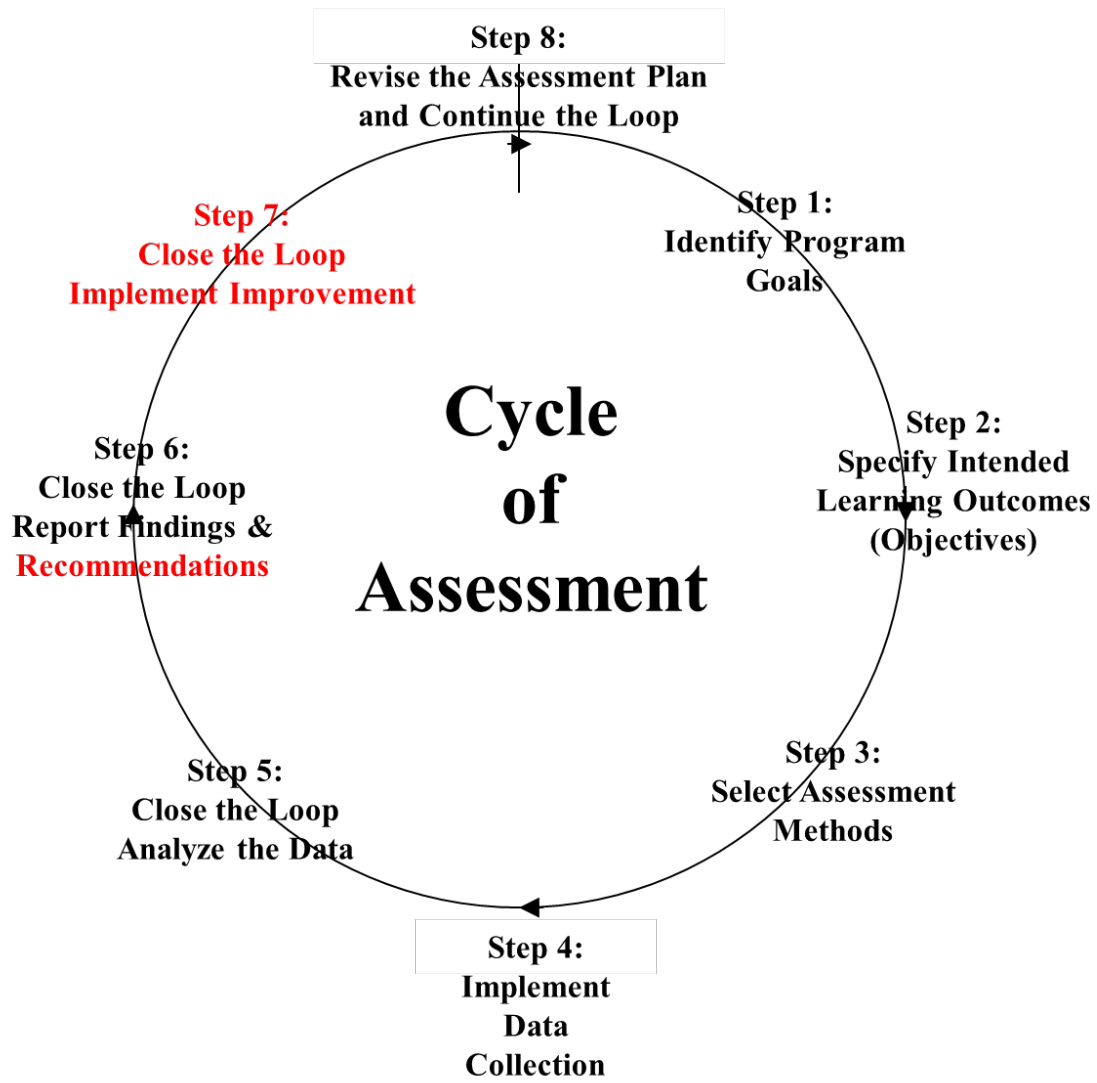 Step 8:
Revise the Assessment Plan
and Continue the Loop
Step 1:
Identify Program
Goals
Step 2:
Specify Intended
Learning Outcomes
(Objectives)
Step 3:
Select Assessment
Methods
Step 4:
Implement
Data
Collection
Step 5:
Close the Loop
Analyze the Data
Step 6:
Close the Loop
Report Findings &
Recommendations
Step 7:
Close the Loop
Implement Improvement
Cycle
of
Assessment